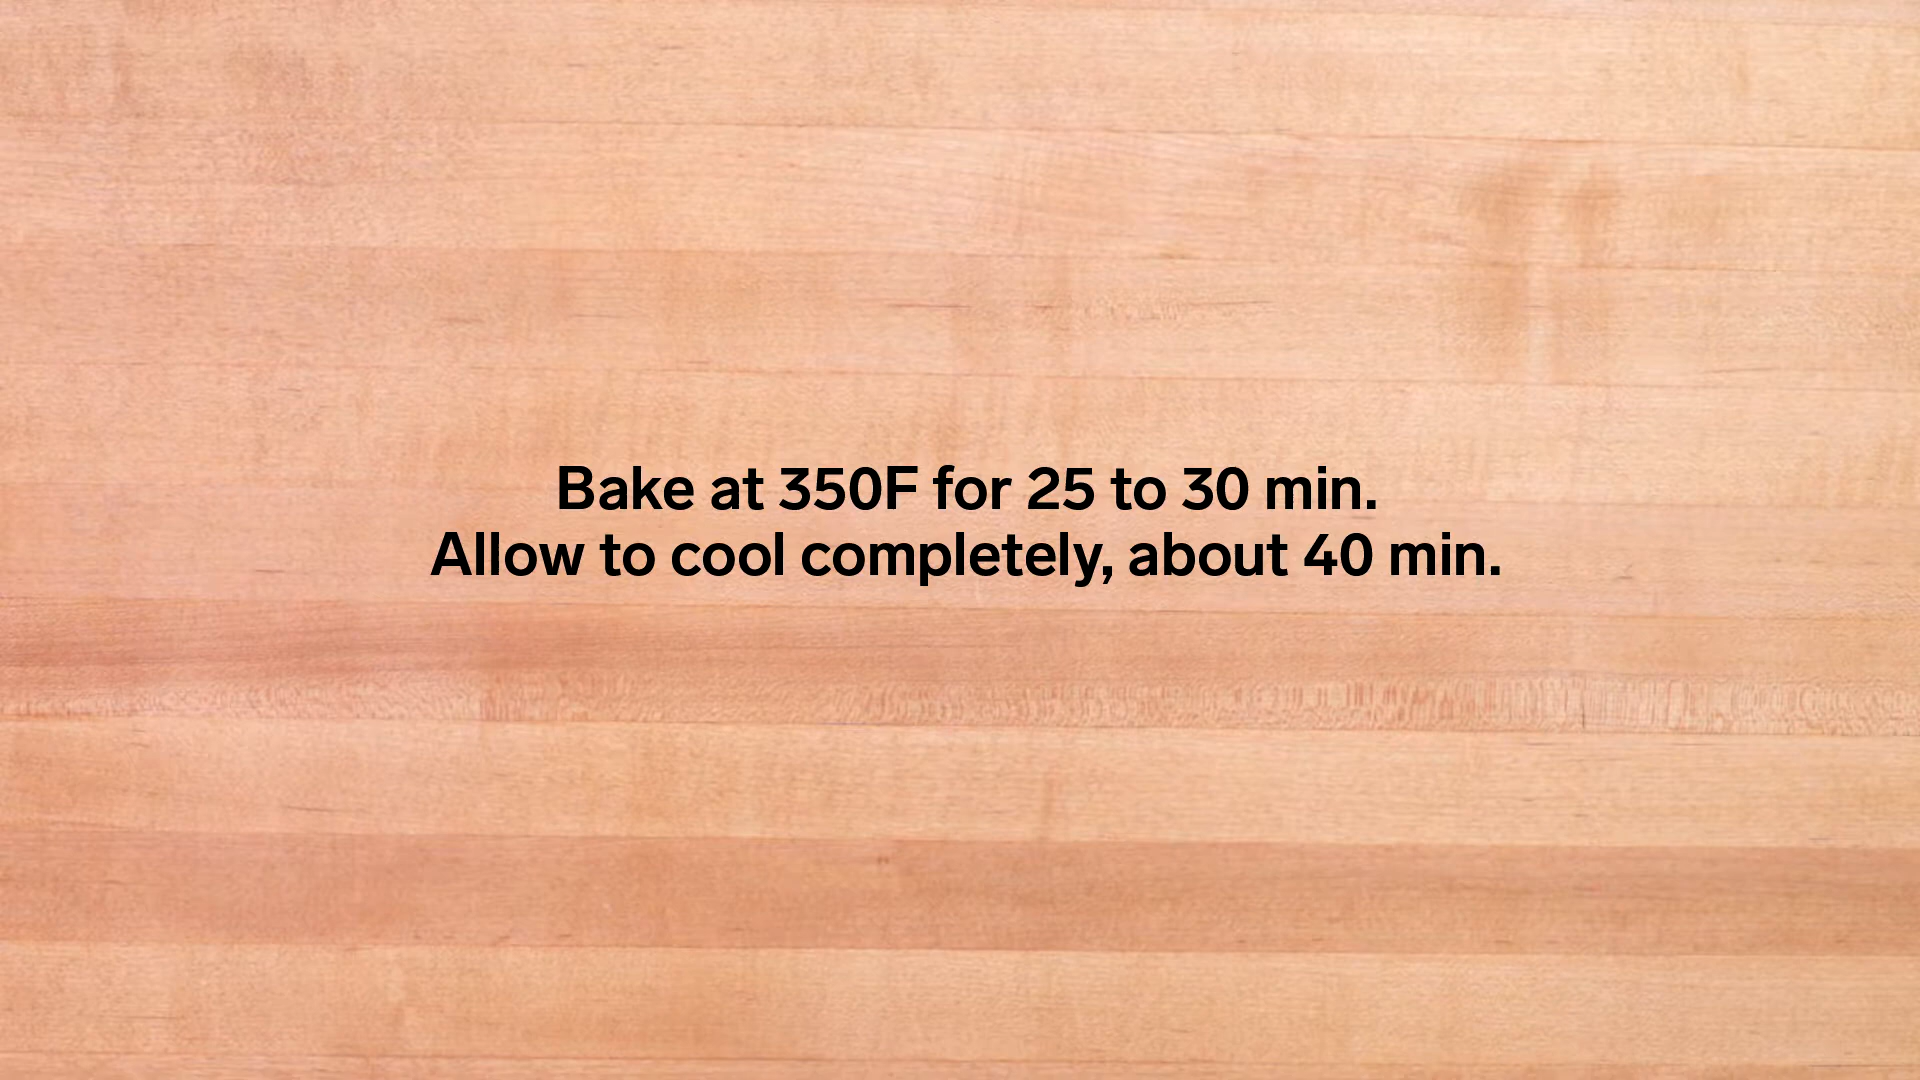 Bake at 350F for 25 to 30 min.
Allow to cool completely, about 40 min.